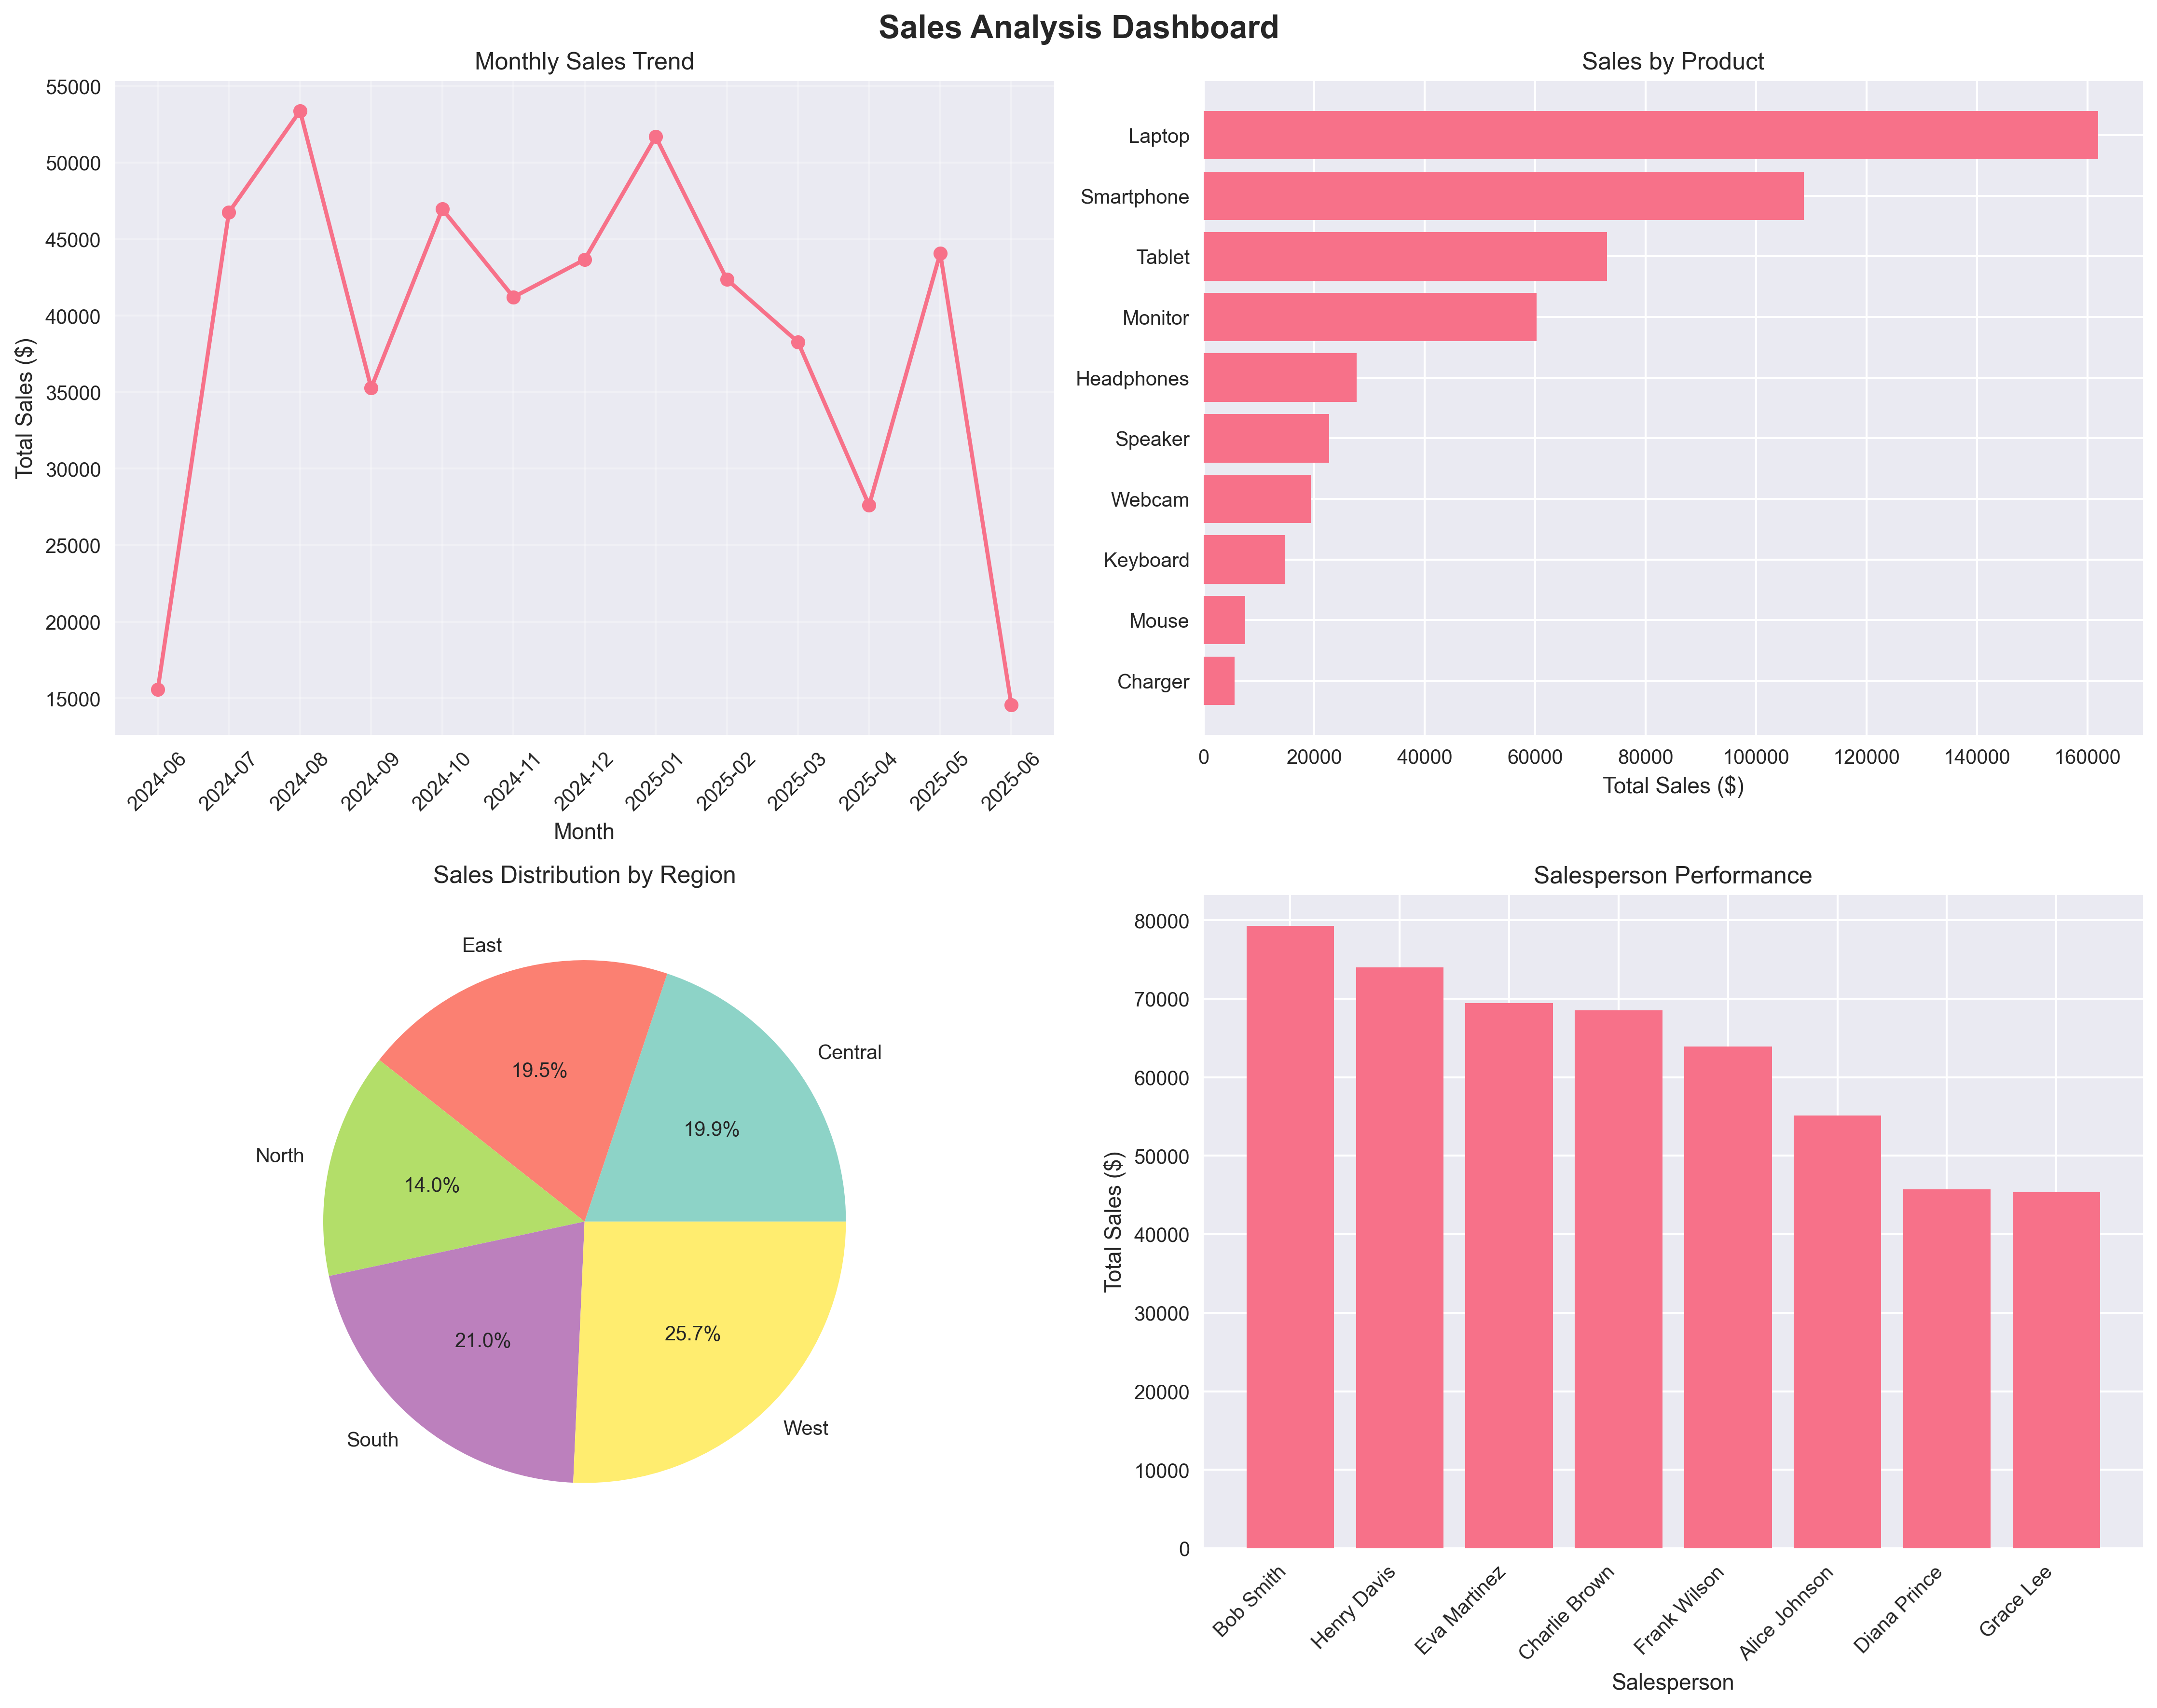 Sales Analysis Dashboard
Monthly Sales Trend
55000
50000
45000
40000
35000
30000
25000
20000
15000
Total Sales ($)
2024-06
2024-07
2024-08
2024-09
2024-10
2024-11
2024-12
2025-01
2025-02
2025-03
2025-04
2025-05
2025-06
Month
Sales by Product
Laptop
Smartphone
Tablet
Monitor
Headphones
Speaker
Webcam
Keyboard
Mouse
Charger
0 20000 40000 60000 80000 100000 120000 140000 160000
Total Sales ($)
Sales Distribution by Region
East
Central
North
South
West
19.5%
19.9%
14.0%
21.0%
25.7%
Salesperson Performance
80000
70000
60000
50000
40000
30000
20000
10000
0
Total Sales ($)
Bob Smith
Henry Davis
Eva Martinez
Charlie Brown
Frank Wilson
Alice Johnson
Diana Prince
Grace Lee
Salesperson